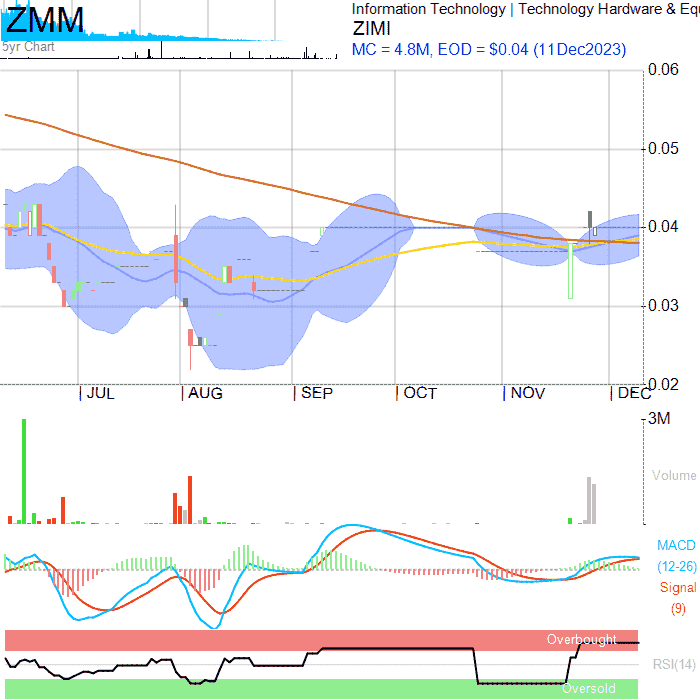 ZMM
Information Technology | Technology Hardware & Equ
ZIMI
5yr Chart
MC = 4.8M, EOD = $0.04 (11Dec2023)
0.06
0.05
0.04
0.03
0.02
| JUL | AUG | SEP | OCT | NOV | DEC
3M
Volume
MACD
(12-26)
Signal
(9)
Overbought
RSI(14)
Oversold